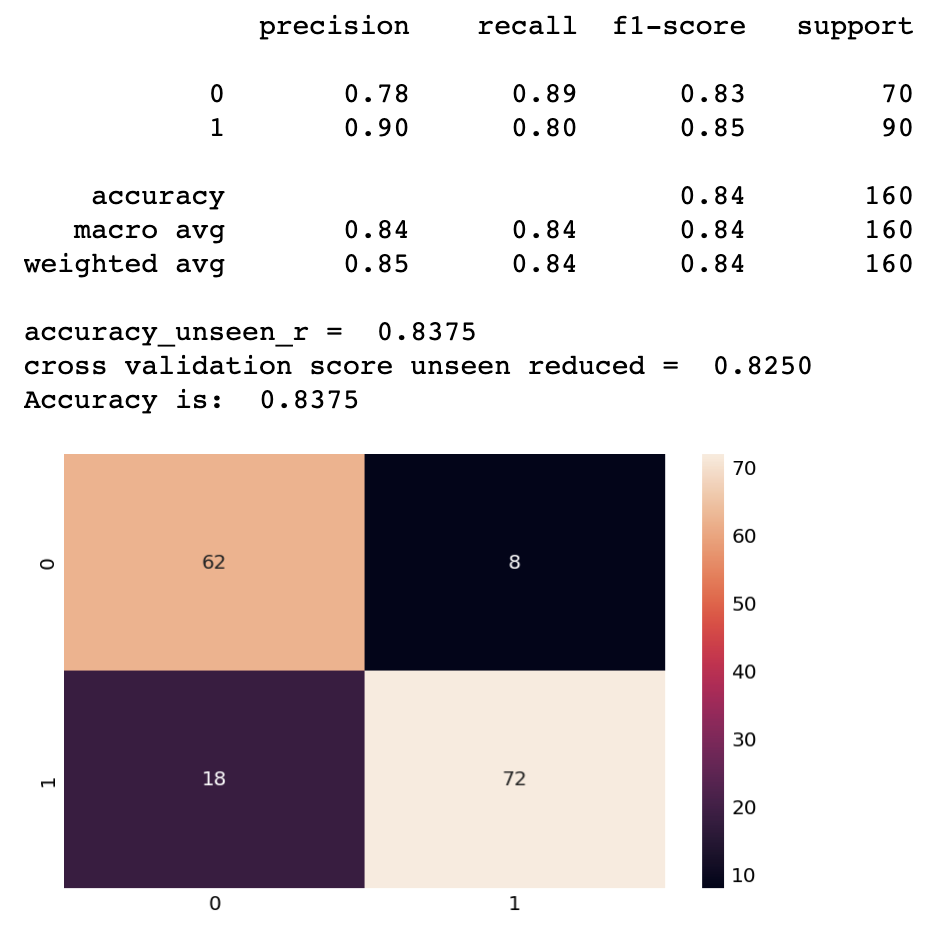 precision recall f1-score support
0 0.78 0.89 0.83 70
1 0.90 0.80 0.85 90
accuracy 0.84 160
macro avg 0.84 0.84 0.84 160
weighted avg 0.85 0.84 0.84 160
accuracy_unseen_r = 0.8375
cross validation score unseen reduced = 0.8250
Accuracy is: 0.8375
70
60
0 62 8
50
40
30
1 18 72
20
10
0 1